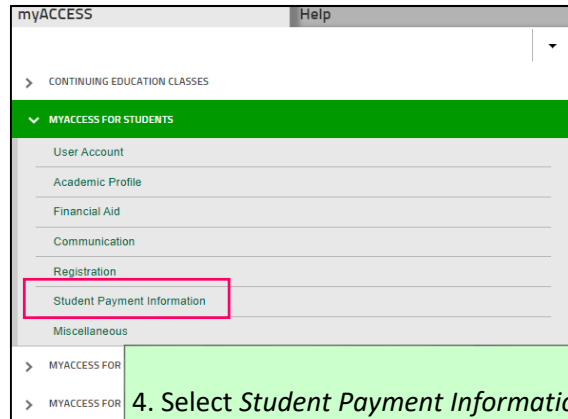 myACCESS Help
CONTINUING EDUCATION CLASSES
MYACCESS FOR STUDENTS
User Account
Academic Profile
Financial Aid
Communication
Registration
Student Payment Information
Miscellaneous
MYACCESS FOR
MYACCESS FOR
4. Select Student Payment Informatio